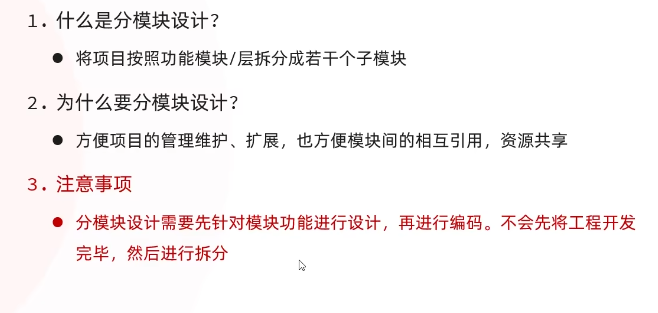 1. 什么是分模块设计?
● 将项目按照功能模块/层拆分成若干个子模块
2. 为什么要分模块设计?
● 方便项目的管理维护、扩展，也方便模块间的相互引用，资源共享
3. 注意事项
● 分模块设计需要先针对模块功能进行设计，再进行编码。不会先将工程开发
完毕，然后进行拆分